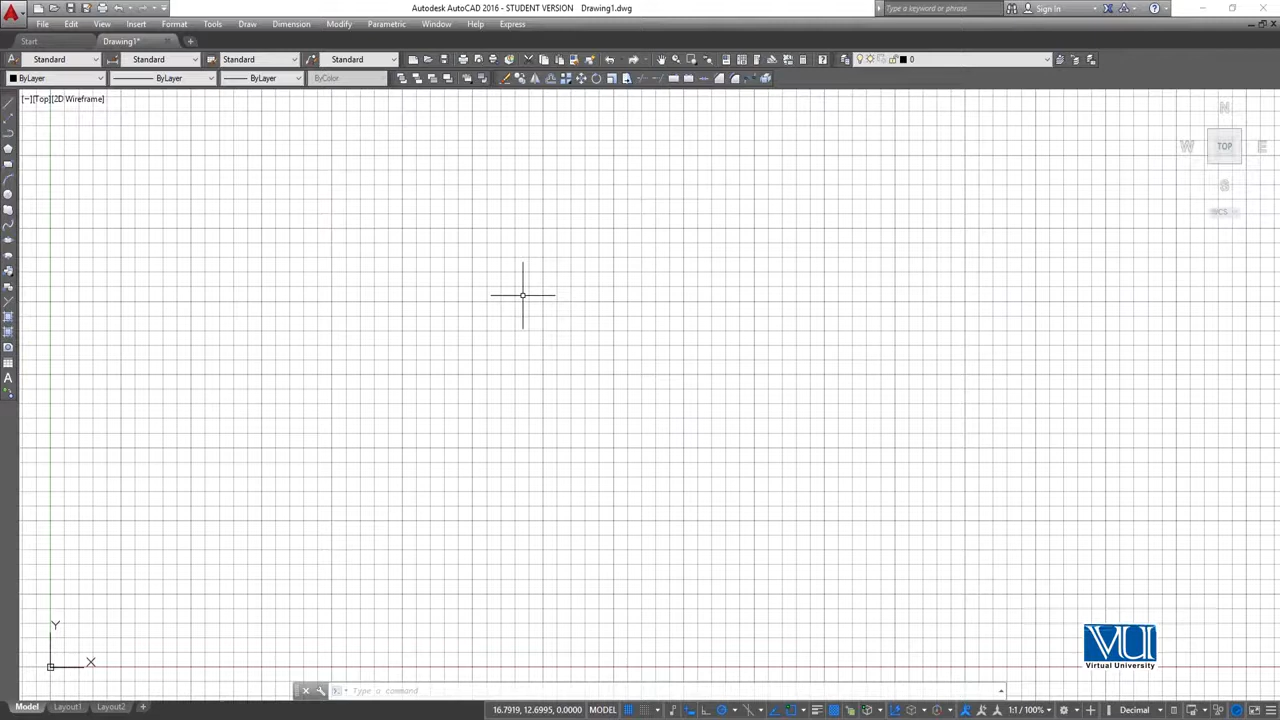 Autodesk AutoCAD 2016 - STUDENT VERSION Drawing1.dwg
Type a keyword or phrase
Sign In
File Edit View Insert Format Tools Draw Dimension Modify Parametric Window Help Express
Start Drawing1*
Standard Standard Standard Standard 0
ByLayer ByLayer ByLayer ByColor
[−][Top][2D Wireframe]
N
W TOP E
S
WCS
Y
X
VU
Virtual University
Type a command
Model Layout1 Layout2 16.7919, 12.6995, 0.0000 MODEL 1:1 / 100% Decimal